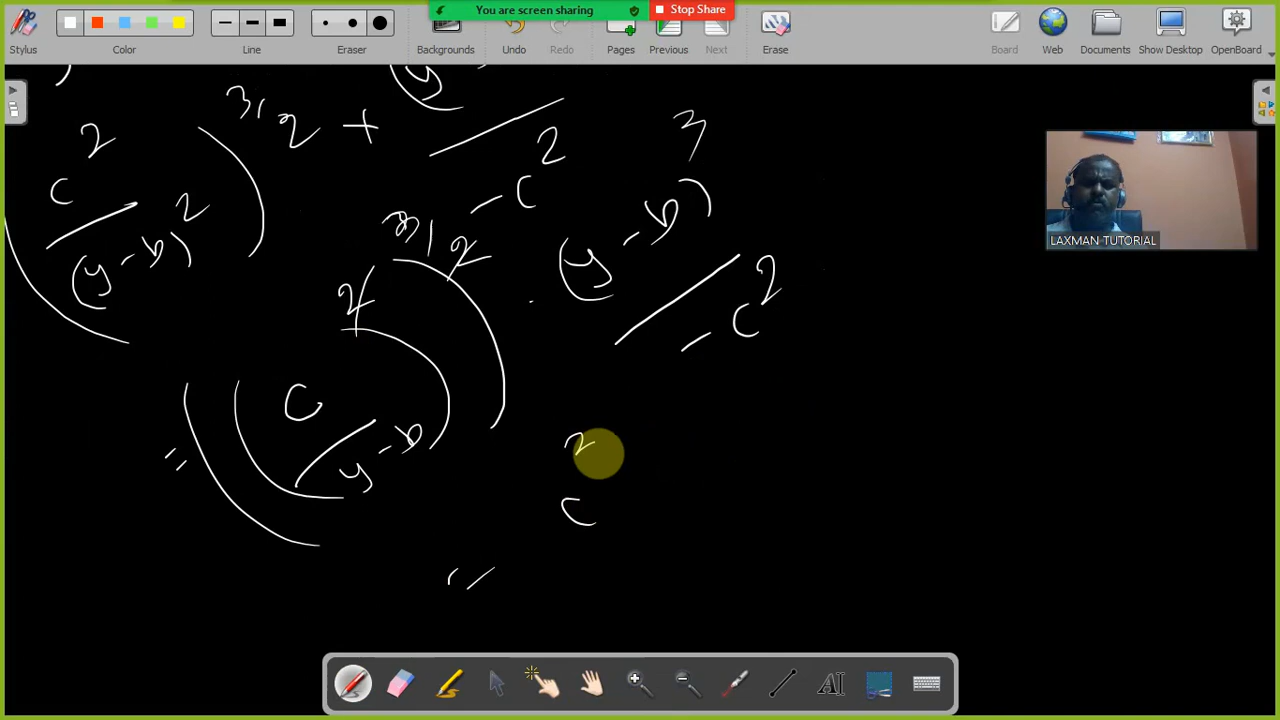 You are screen sharing Stop Share
Stylus Color Line Eraser Backgrounds Undo Redo Pages Previous Next Erase Board Web Documents Show Desktop OpenBoard
LAXMAN TUTORIAL
(c^2 / (y-b)^2)^3/2 + (y / -c^2
= ((c / y-b)^2)^3/2 . (y-b)^3 / -c^2
= c